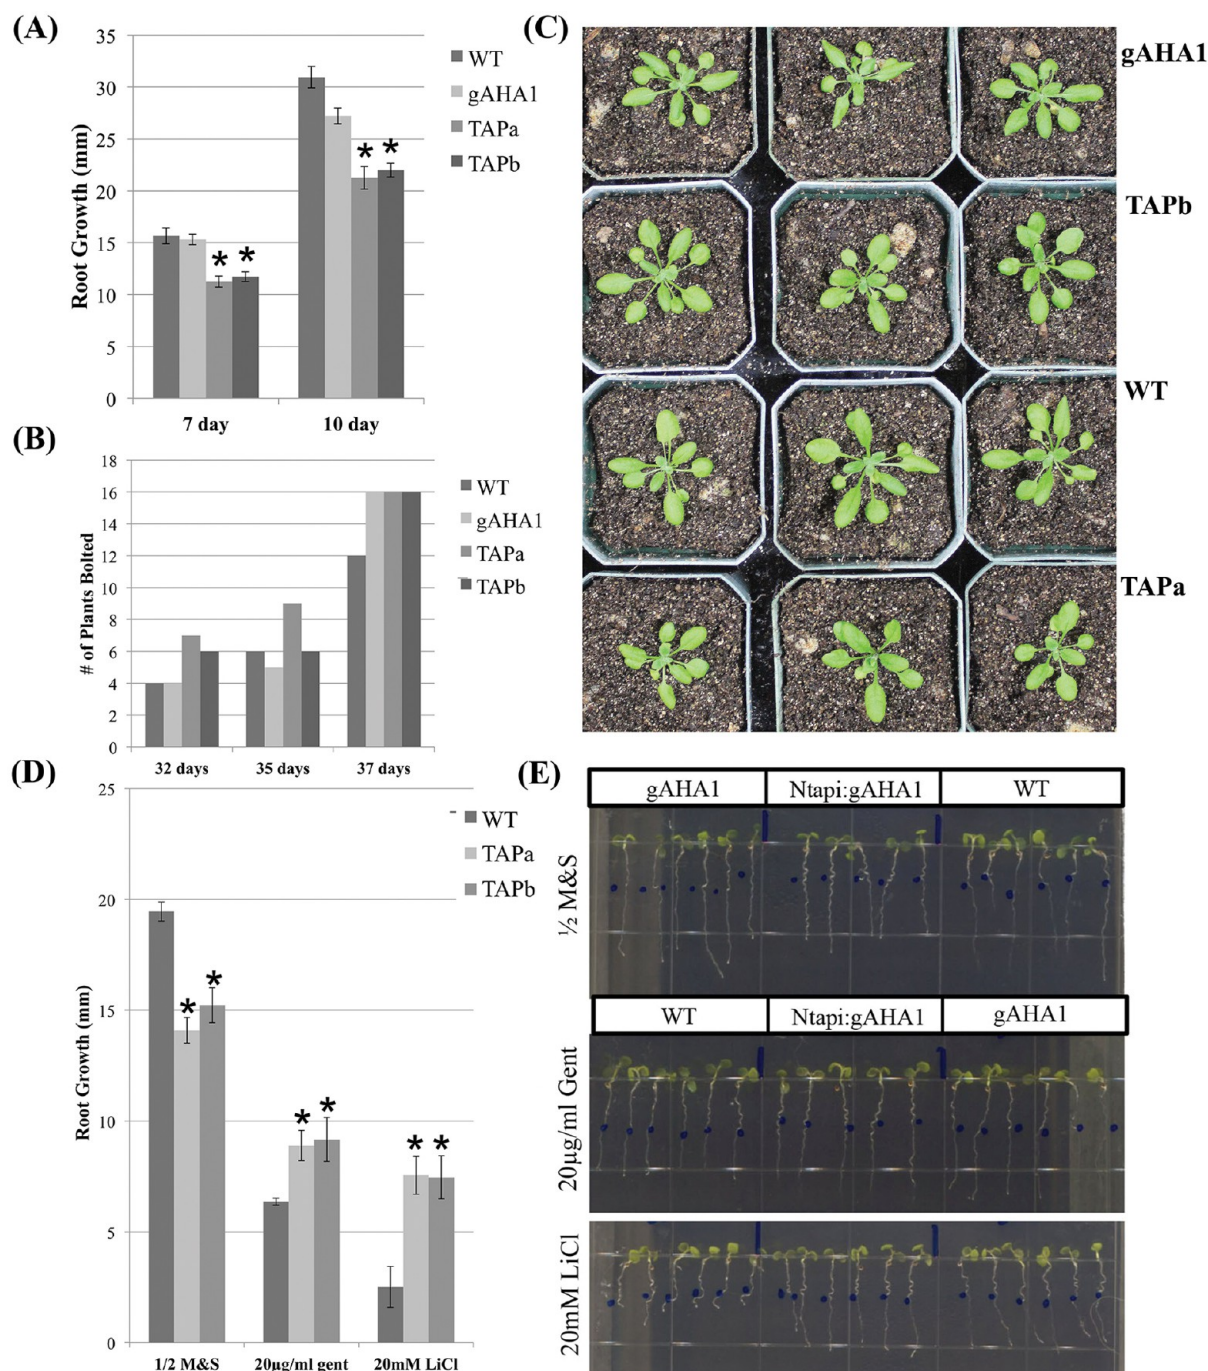 (A)
35
30
25
20
15
10
5
0
Root Growth (mm)
* *
* *
7 day
10 day
WT
gAHA1
TAPa
TAPb
(B)
18
16
14
12
10
8
6
4
2
0
# of Plants Bolted
32 days
35 days
37 days
WT
gAHA1
TAPa
TAPb
(C)
gAHA1
TAPb
WT
TAPa
(D)
25
20
15
10
5
0
Root Growth (mm)
* *
* *
* *
1/2 M&S
20µg/ml gent
20mM LiCl
WT
TAPa
TAPb
(E)
gAHA1
Ntapi:gAHA1
WT
½ M&S
WT
Ntapi:gAHA1
gAHA1
20µg/ml Gent
20mM LiCl